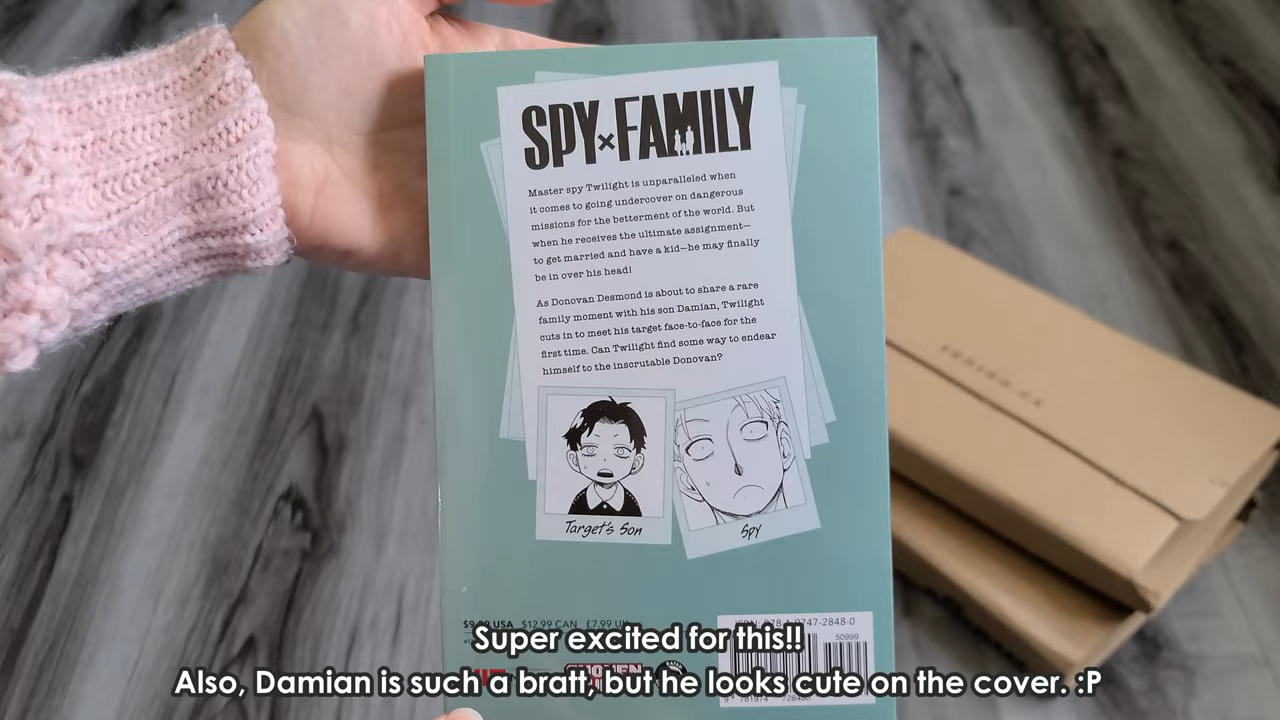 SPY×FAMILY
Master spy Twilight is unparalleled when
it comes to going undercover on dangerous
missions for the betterment of the world. But
when he receives the ultimate assignment—
to get married and have a kid—he may finally
be in over his head!
As Donovan Desmond is about to share a rare
family moment with his son Damian, Twilight
cuts in to meet his target face-to-face for the
first time. Can Twilight find some way to endear
himself to the inscrutable Donovan?
Target's Son
Spy
USA $12.99 CAN £7.99
50999
Super excited for this!!
Also, Damian is such a bratt, but he looks cute on the cover. :P